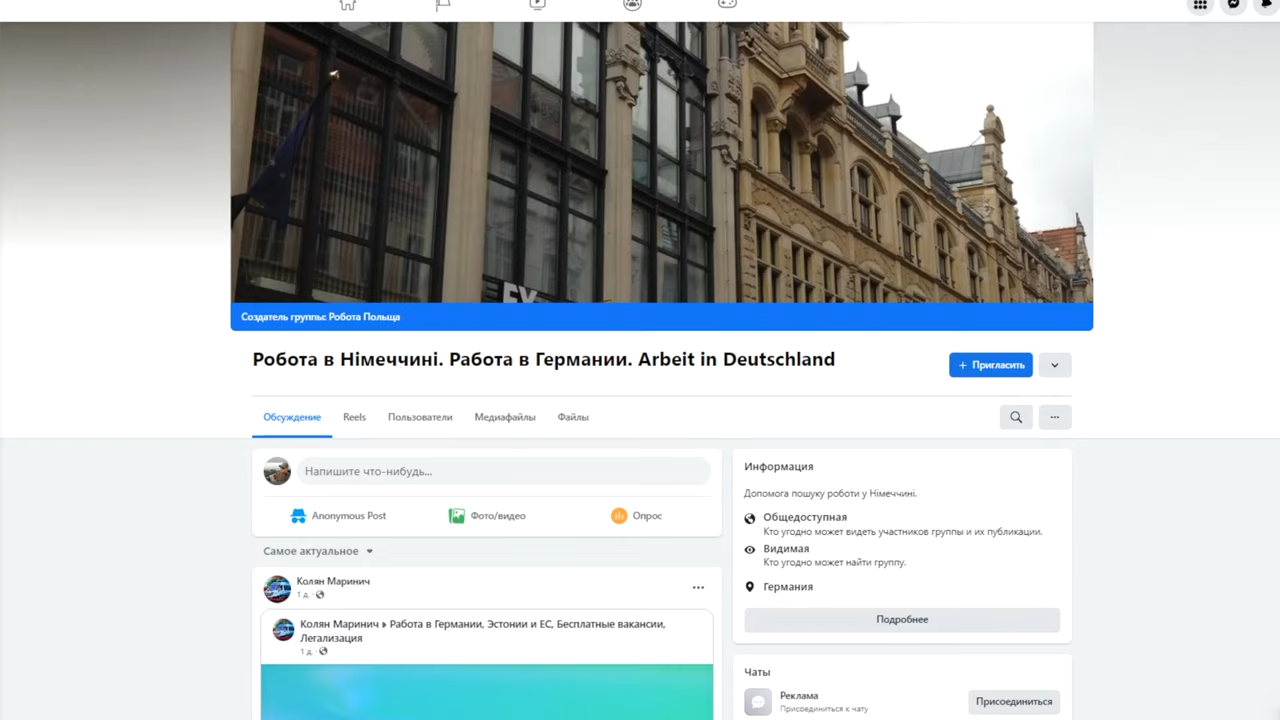 EY
Создатель группы: Робота Польща
Робота в Німеччині. Работа в Германии. Arbeit in Deutschland
+ Пригласить
Обсуждение
Reels
Пользователи
Медиафайлы
Файлы
Напишите что-нибудь...
Anonymous Post
Фото/видео
Опрос
Самое актуальное
Колян Маринич
1 д. ·
Колян Маринич ▸ Работа в Германии, Эстонии и ЕС, Бесплатные вакансии,
Легализация
1 д. ·
Информация
Допомога пошуку роботи у Німеччині.
Общедоступная
Кто угодно может видеть участников группы и их публикации.
Видимая
Кто угодно может найти группу.
Германия
Подробнее
Чаты
Реклама
Присоединиться к чату
Присоединиться